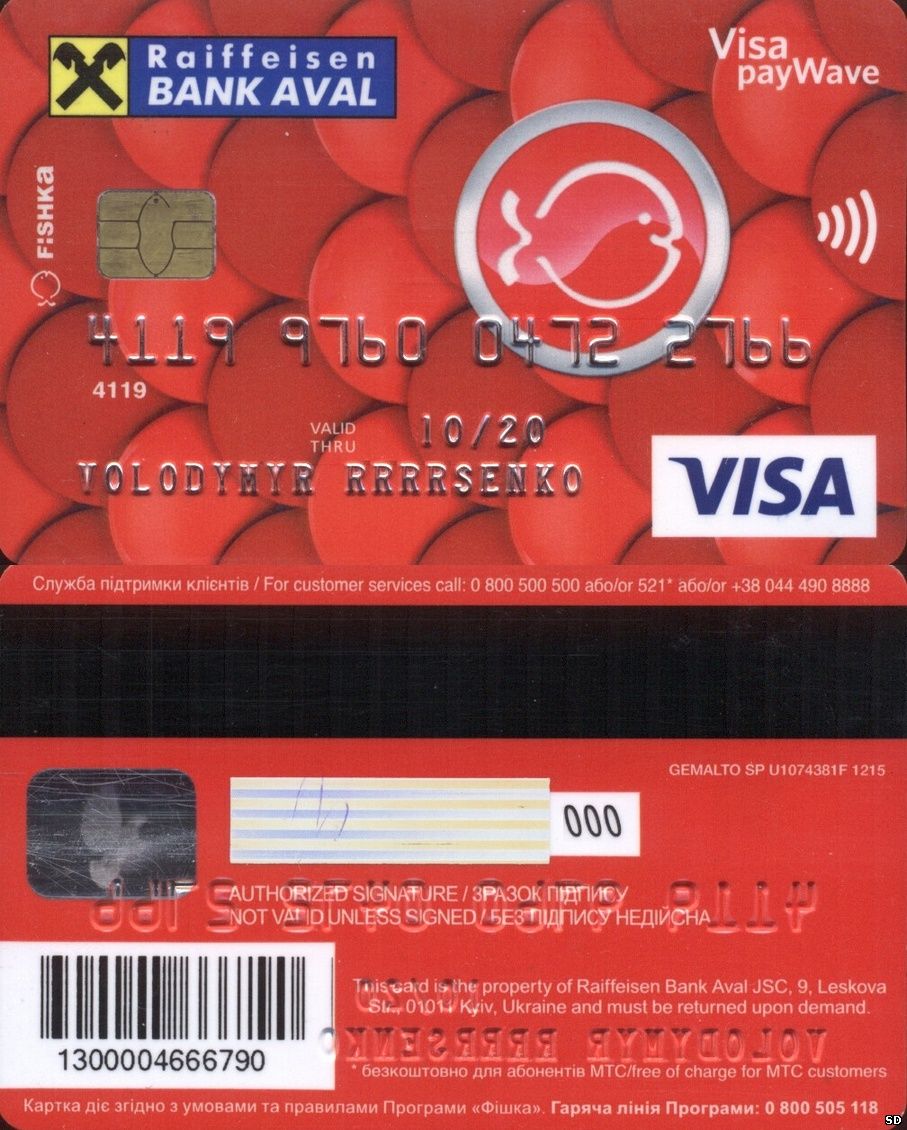 Raiffeisen
BANK AVAL
Visa
payWave
FISHKA
4119 9760 0472 2766
4119
VALID
THRU
10/20
VOLODYMYR RRRRSENKO
VISA
Служба підтримки клієнтів / For customer services call: 0 800 500 500 або/or 521* або/or +38 044 490 8888
GEMALTO SP U1074381F 1215
000
AUTHORIZED SIGNATURE / ЗРАЗОК ПІДПИСУ
NOT VALID UNLESS SIGNED / БЕЗ ПІДПИСУ НЕДІЙСНА
This card is the property of Raiffeisen Bank Aval JSC, 9, Leskova
Str., 01011 Kyiv, Ukraine and must be returned upon demand.
1300004666790
* безкоштовно для абонентів МТС/free of charge for MTC customers
Картка діє згідно з умовами та правилами Програми «Фішка». Гаряча лінія Програми: 0 800 505 118
SD